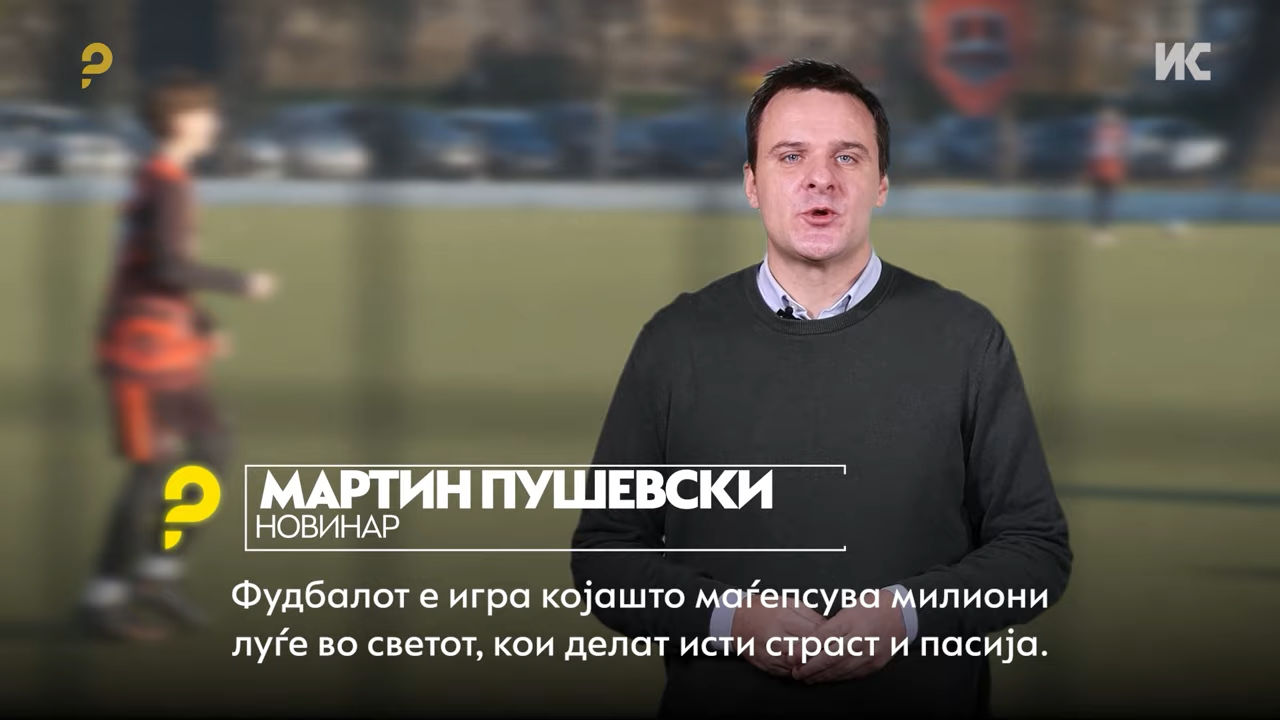 ИС
МАРТИН ПУШЕВСКИ
НОВИНАР
Фудбалот е игра којашто маѓепсува милиони
луѓе во светот, кои делат исти страст и пасија.